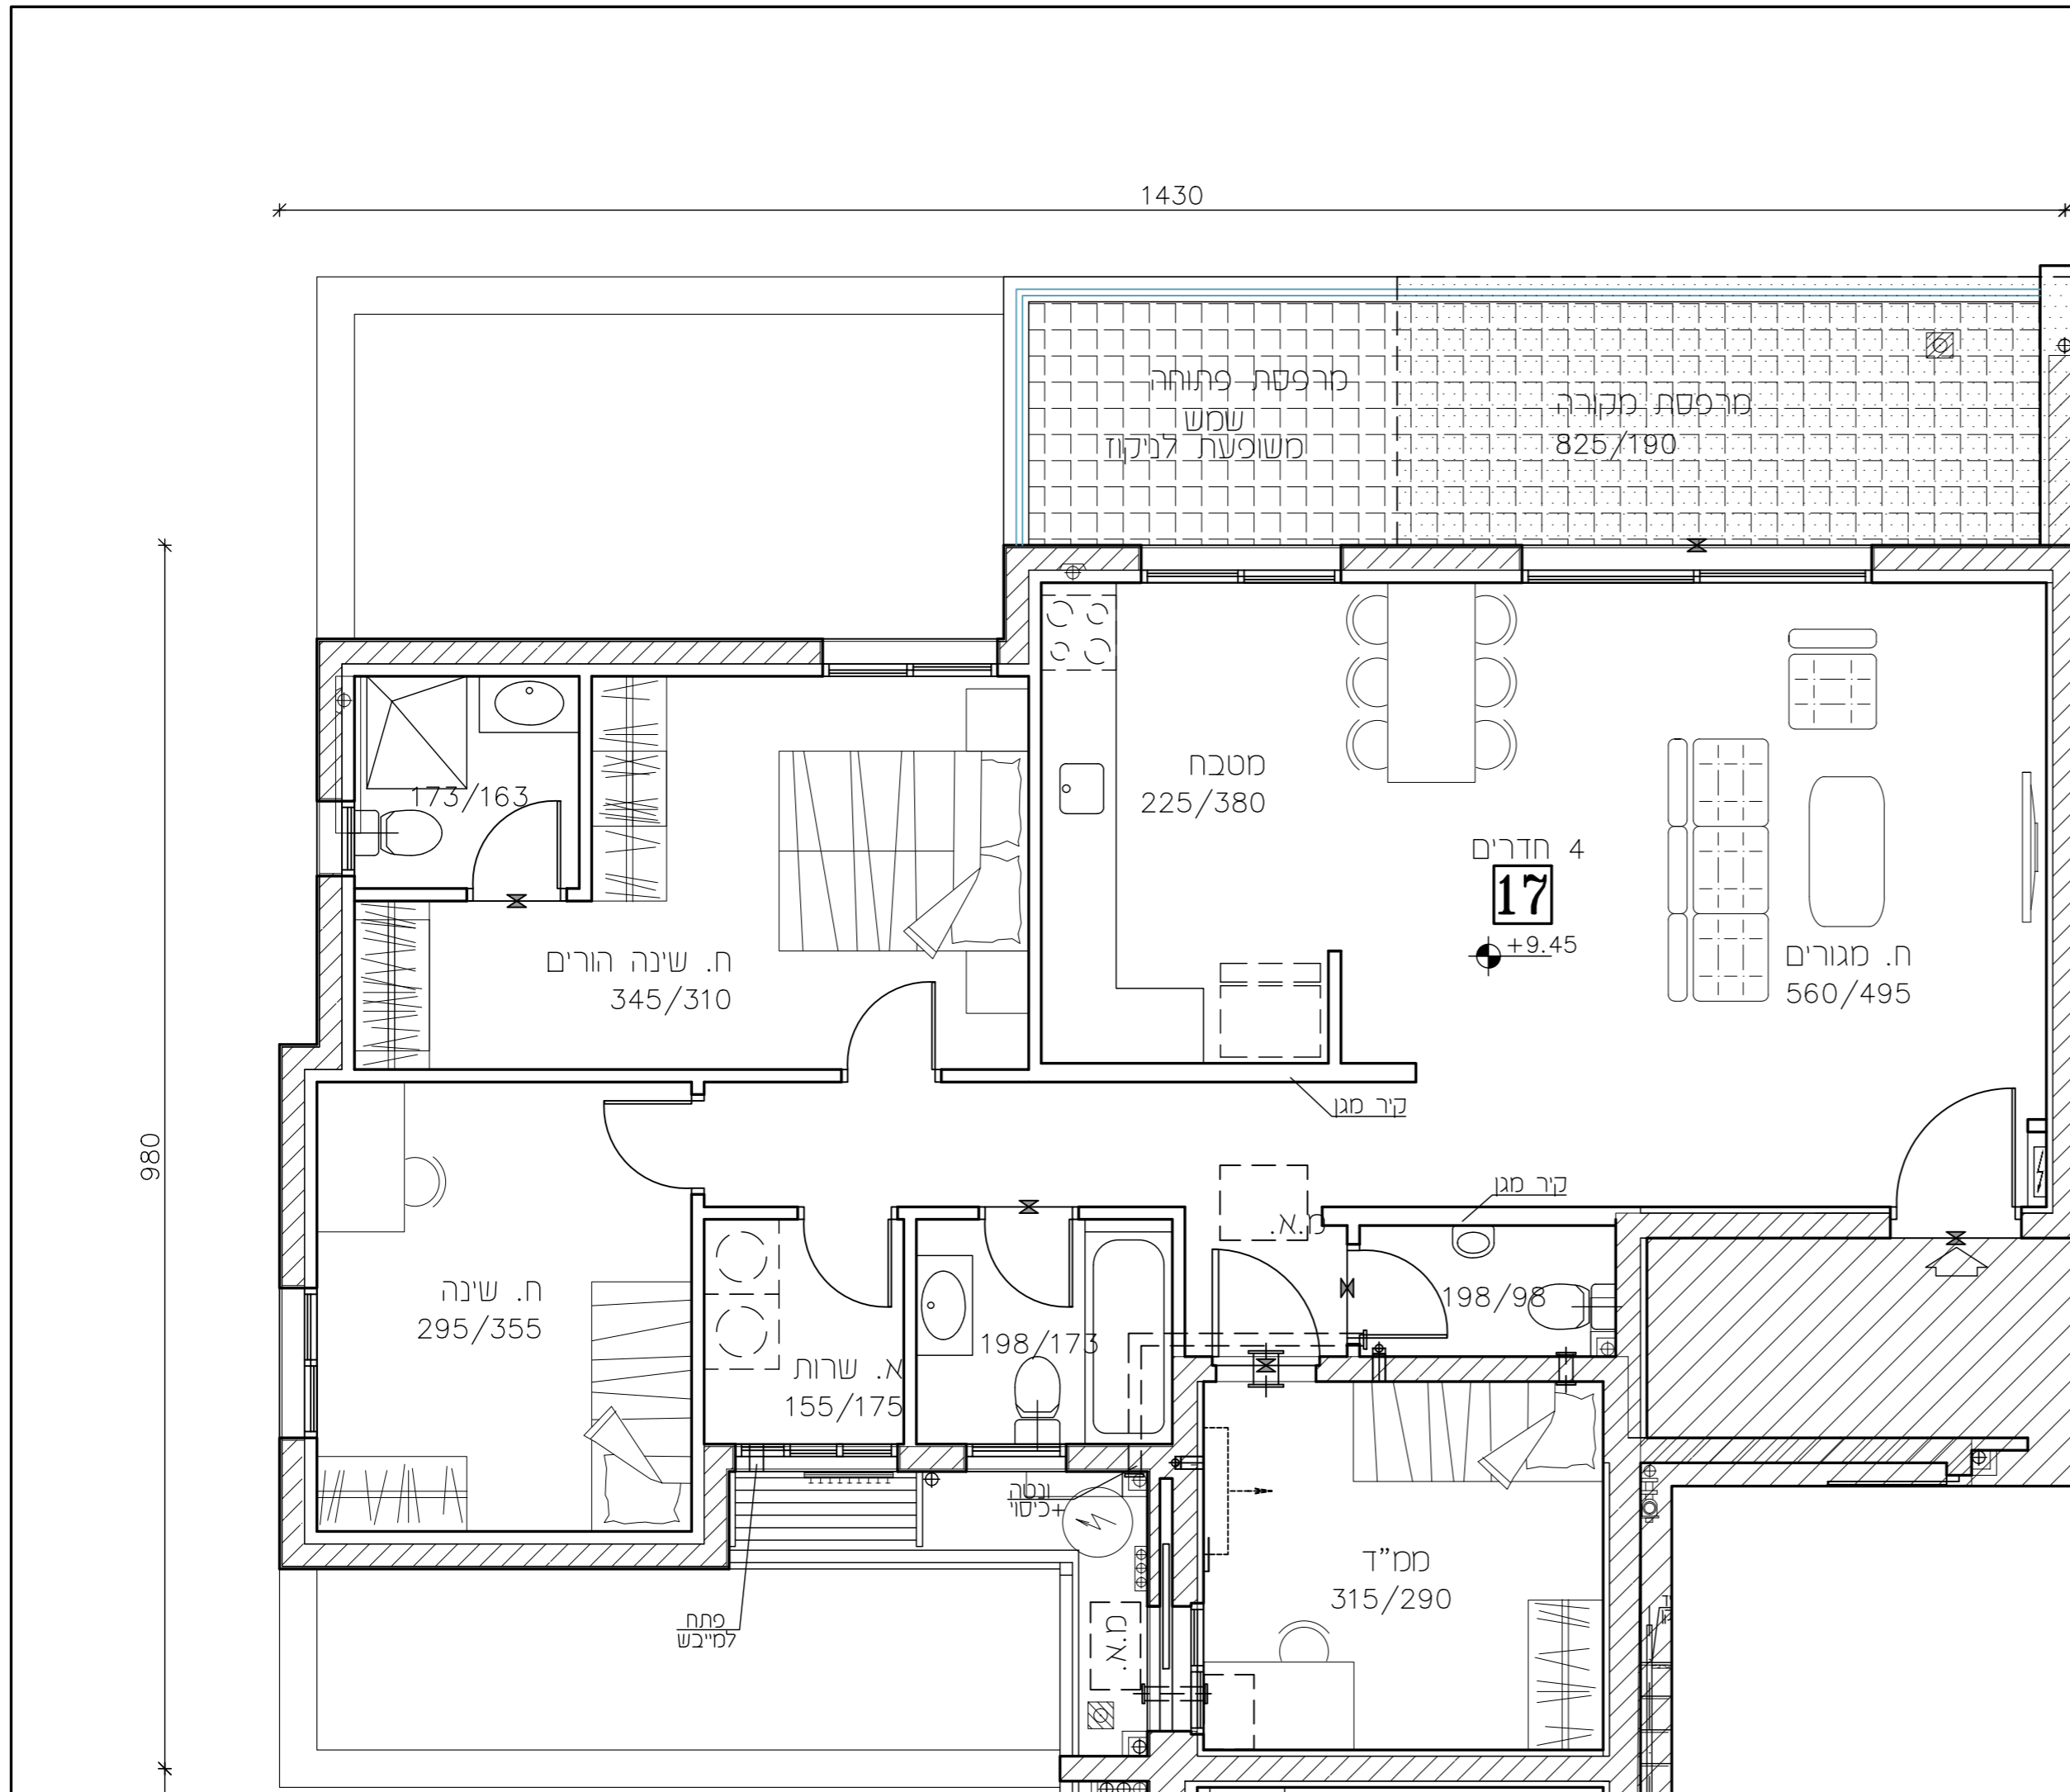 1430
מרפסת פתוחה
שמש
משופעת לניקוז
מרפסת מקורה
825/190
מטבח
225/380
173/163
4 חדרים
17
+9.45
ח. מגורים
560/495
ח. שינה הורים
345/310
קיר מגן
980
קיר מגן
מ.א.
ח. שינה
295/355
198/98
198/173
א. שרות
155/175
ונטה
+כיסוי
ממ"ד
315/290
פתח
למייבש
מ.א.